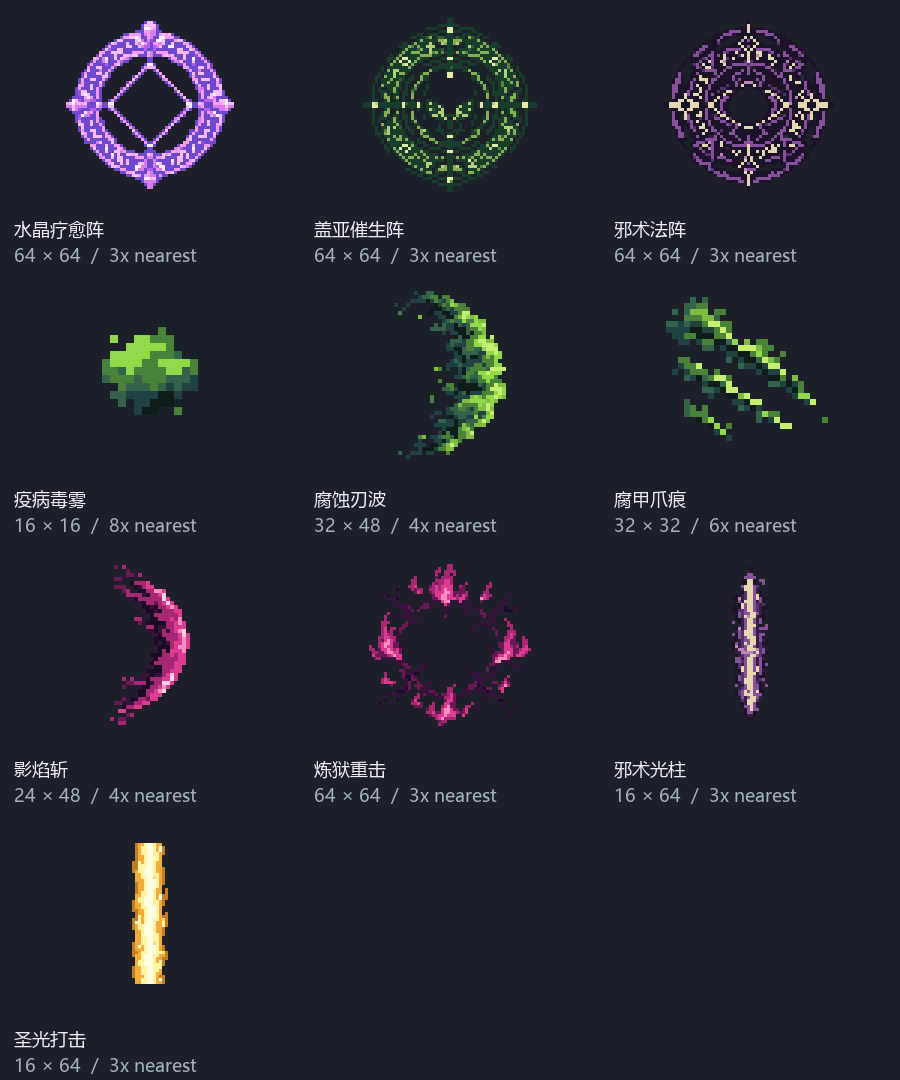 水晶疗愈阵
64 × 64 / 3x nearest
盖亚催生阵
64 × 64 / 3x nearest
邪术法阵
64 × 64 / 3x nearest
疫病毒雾
16 × 16 / 8x nearest
腐蚀刃波
32 × 48 / 4x nearest
腐甲爪痕
32 × 32 / 6x nearest
影焰斩
24 × 48 / 4x nearest
炼狱重击
64 × 64 / 3x nearest
邪术光柱
16 × 64 / 3x nearest
圣光打击
16 × 64 / 3x nearest